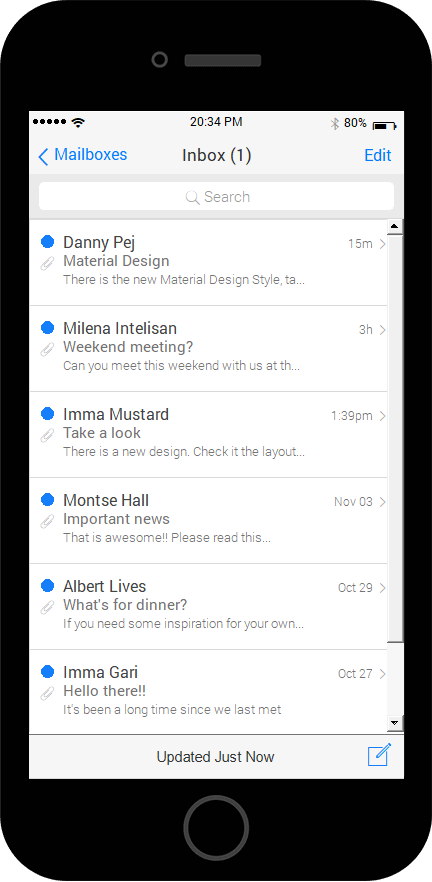 20:34 PM
80%
Mailboxes
Inbox (1)
Edit
Search
Danny Pej
15m
Material Design
There is the new Material Design Style, ta...
Milena Intelisan
3h
Weekend meeting?
Can you meet this weekend with us at th...
Imma Mustard
1:39pm
Take a look
There is a new design. Check it the layout...
Montse Hall
Nov 03
Important news
That is awesome!! Please read this...
Albert Lives
Oct 29
What's for dinner?
If you need some inspiration for your own...
Imma Gari
Oct 27
Hello there!!
It's been a long time since we last met
Updated Just Now